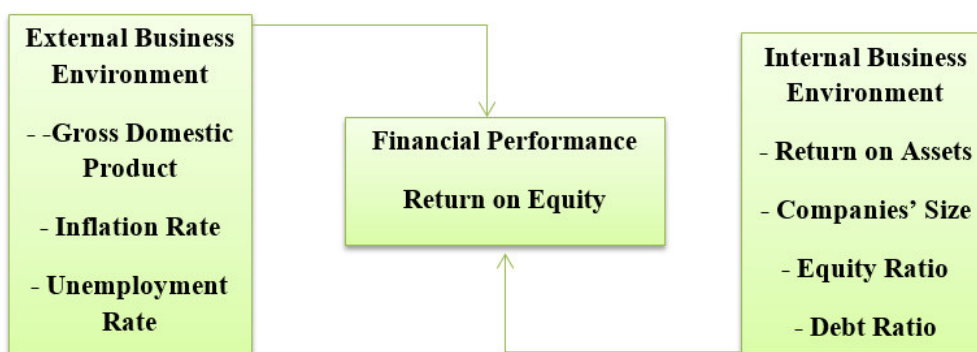 External Business
Environment
- -Gross Domestic
Product
- Inflation Rate
- Unemployment
Rate
Financial Performance
Return on Equity
Internal Business
Environment
- Return on Assets
- Companies’ Size
- Equity Ratio
- Debt Ratio